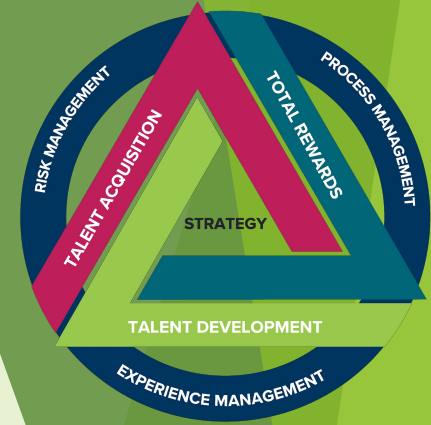 RISK MANAGEMENT
PROCESS MANAGEMENT
TALENT ACQUISITION
TOTAL REWARDS
STRATEGY
TALENT DEVELOPMENT
EXPERIENCE MANAGEMENT